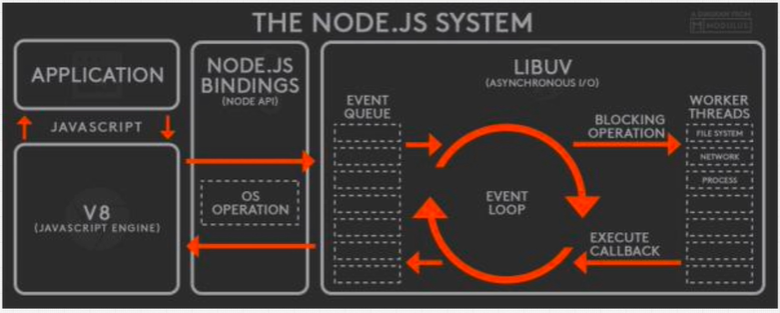 THE NODE.JS SYSTEM
A DIAGRAM FROM
MODULUS
APPLICATION
JAVASCRIPT
V8
(JAVASCRIPT ENGINE)
NODE.JS
BINDINGS
(NODE API)
OS
OPERATION
LIBUV
(ASYNCHRONOUS I/O)
EVENT
QUEUE
EVENT
LOOP
BLOCKING
OPERATION
EXECUTE
CALLBACK
WORKER
THREADS
FILE SYSTEM
NETWORK
PROCESS